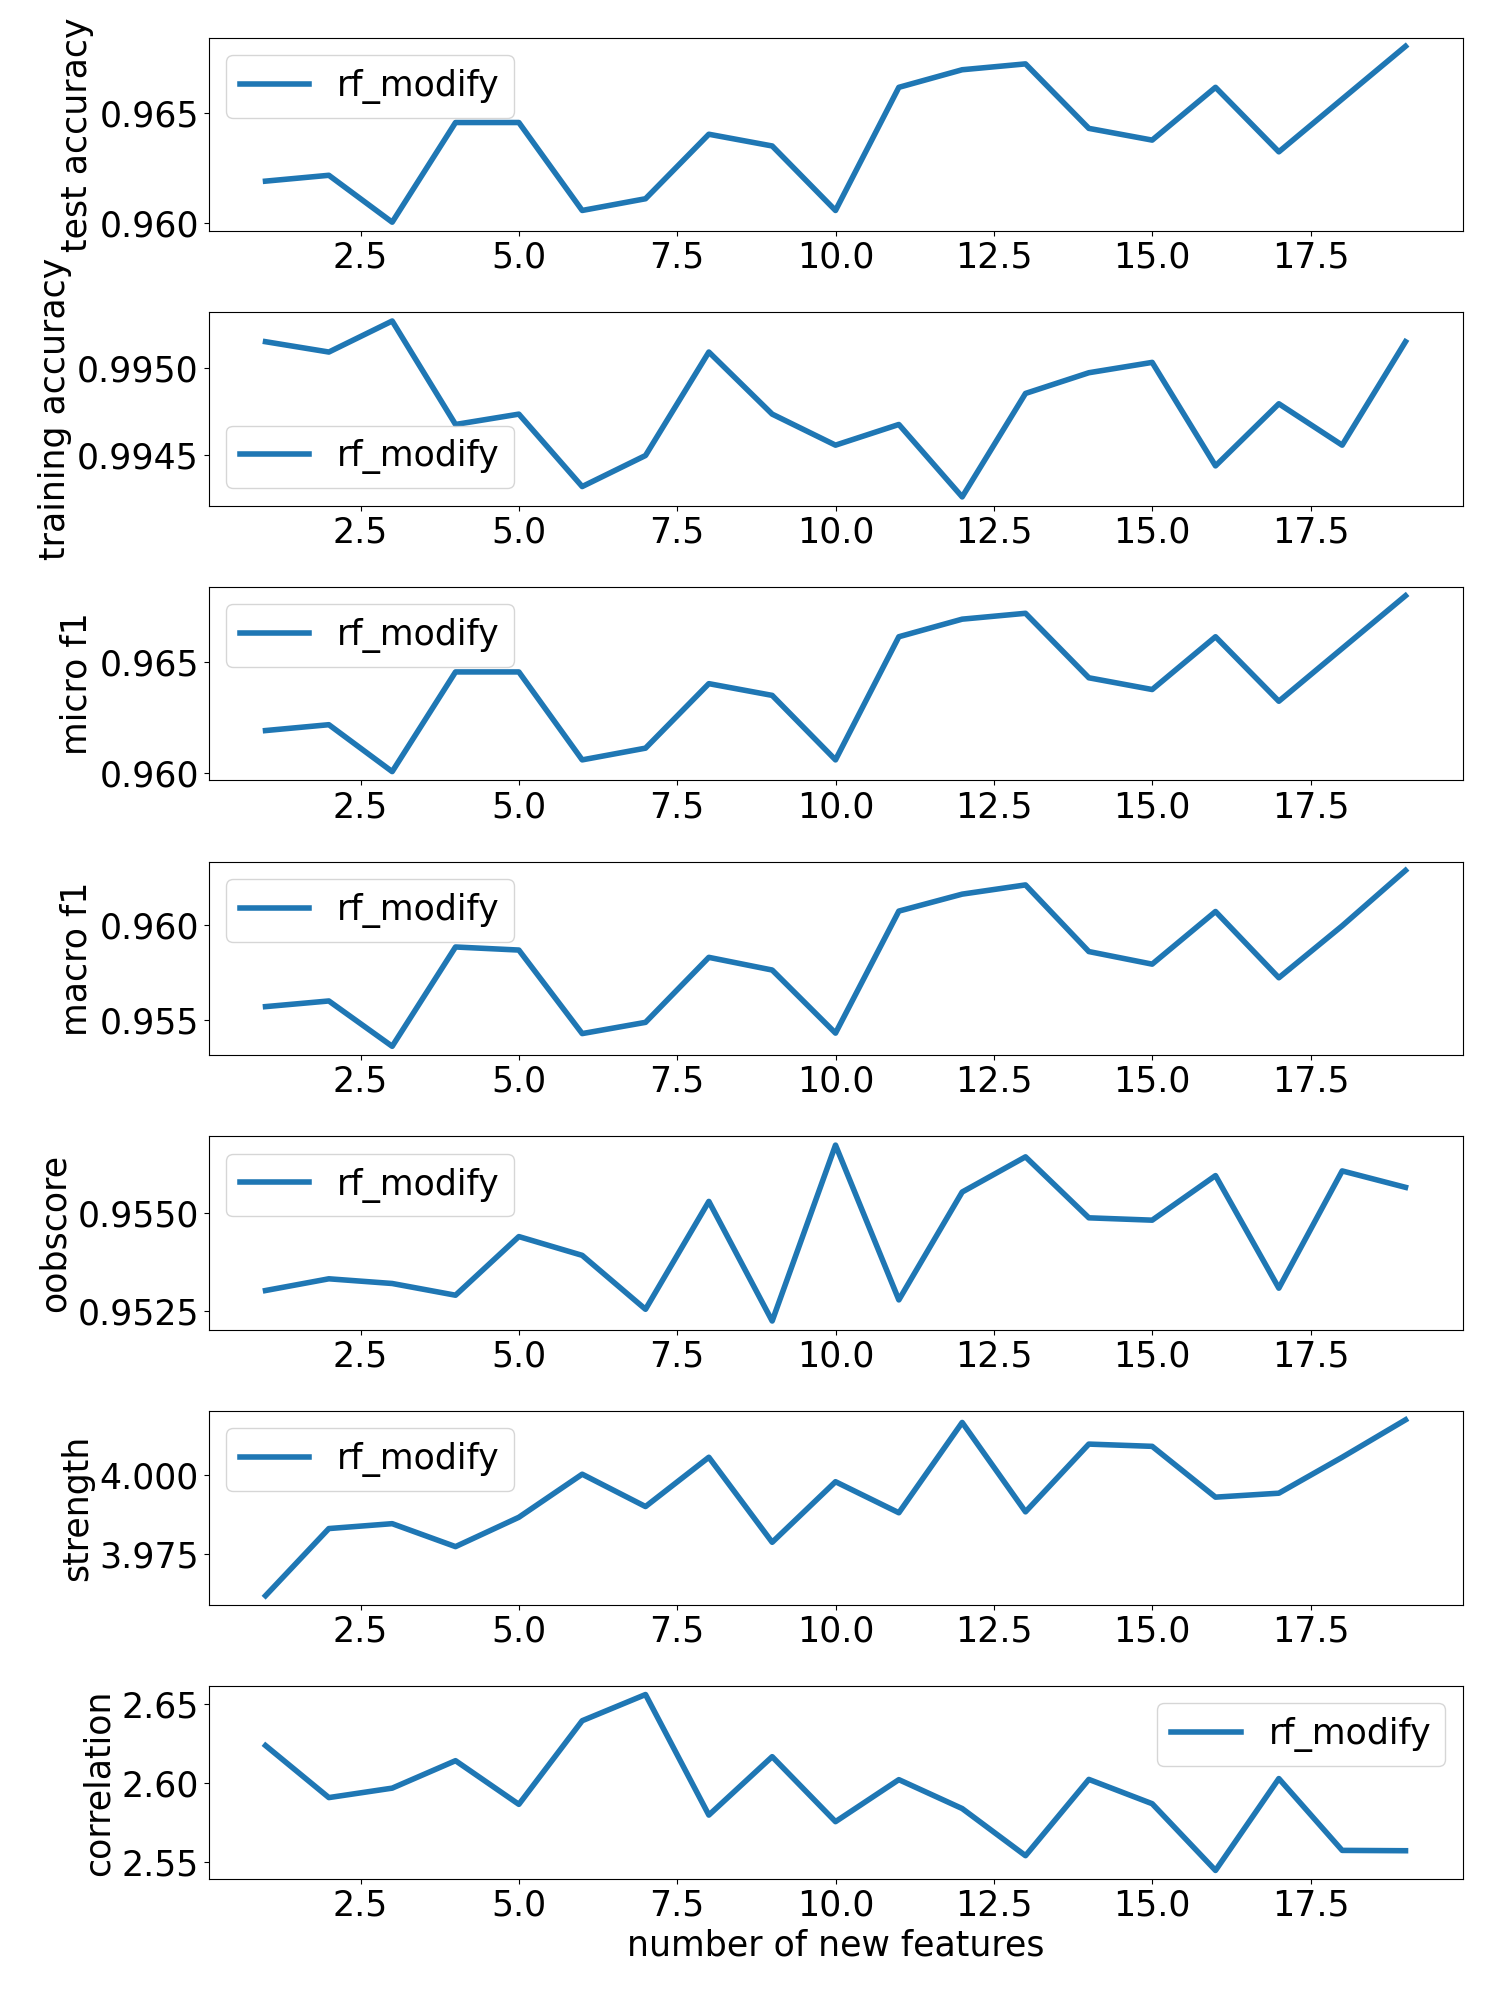 test accuracy
rf_modify
0.965
0.960
2.5 5.0 7.5 10.0 12.5 15.0 17.5
training accuracy
0.9950
0.9945
rf_modify
2.5 5.0 7.5 10.0 12.5 15.0 17.5
micro f1
rf_modify
0.965
0.960
2.5 5.0 7.5 10.0 12.5 15.0 17.5
macro f1
rf_modify
0.960
0.955
2.5 5.0 7.5 10.0 12.5 15.0 17.5
oobscore
rf_modify
0.9550
0.9525
2.5 5.0 7.5 10.0 12.5 15.0 17.5
strength
rf_modify
4.000
3.975
2.5 5.0 7.5 10.0 12.5 15.0 17.5
correlation
2.65
rf_modify
2.60
2.55
2.5 5.0 7.5 10.0 12.5 15.0 17.5
number of new features